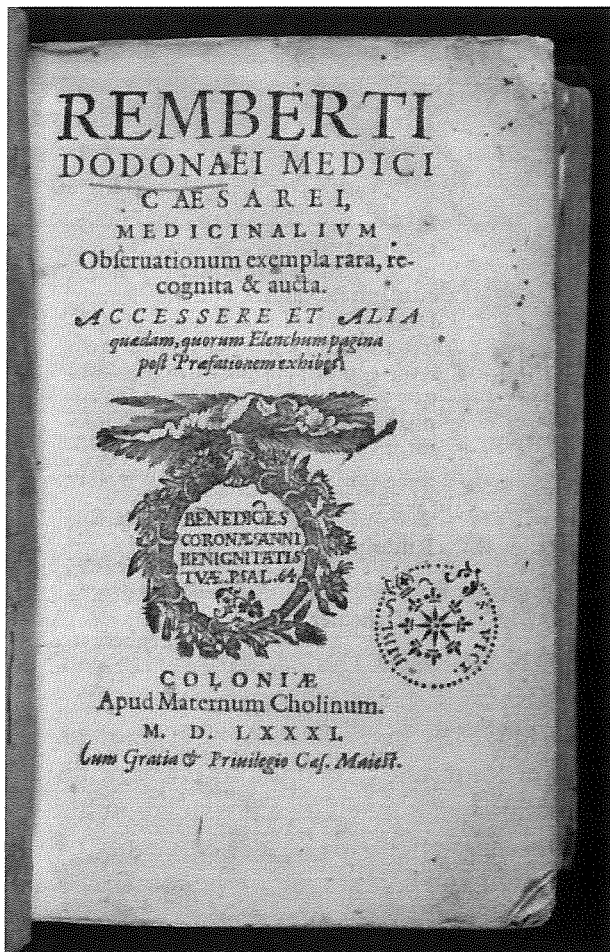 REMBERTI
DODONAEI MEDICI
CAESAREI,
MEDICINALIVM
Obſeruationum exempla rara, re-
cognita & aucta.
ACCESSERE ET ALIA
quædam, quorum Elenchum pagina
poſt Præfationem exhibet.
BENEDICES
CORONÆ ANNI
BENIGNITATIS
TVÆ. PSAL. 64.
COLONIÆ
Apud Maternum Cholinum.
M. D. LXXXI.
Cum Gratia & Priuilegio Cæſ. Maieſt.